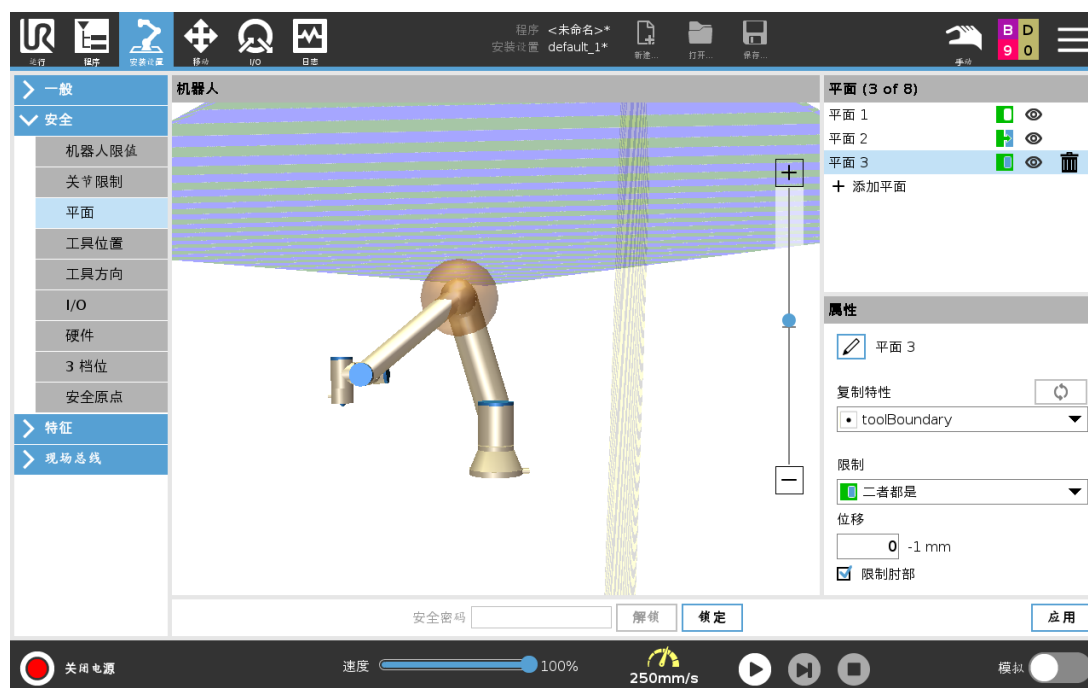 程序 <未命名>*
安装设置 default_1*
运行
程序
安装设置
移动
I/O
日志
新建...
打开...
保存...
手动
B D
9 0
一般
安全
机器人限值
关节限制
平面
工具位置
工具方向
I/O
硬件
3 档位
安全原点
特征
现场总线
机器人
平面 (3 of 8)
平面 1
平面 2
平面 3
添加平面
属性
平面 3
复制特性
toolBoundary
限制
二者都是
位移
0 -1 mm
限制肘部
安全密码
解锁
锁定
应用
关闭电源
速度
100%
250mm/s
模拟